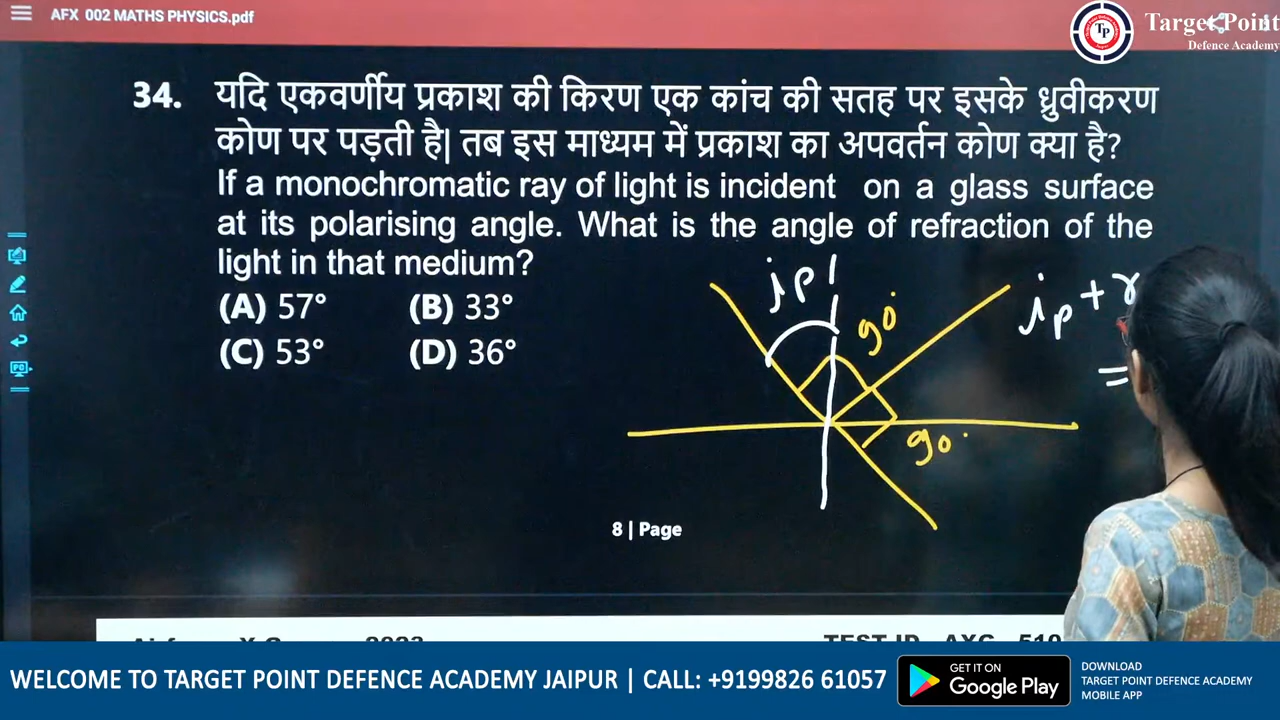 AFX 002 MATHS PHYSICS.pdf
Target Point
Defence Academy
TP
34. यदि एकवर्णीय प्रकाश की किरण एक कांच की सतह पर इसके ध्रुवीकरण
कोण पर पड़ती है| तब इस माध्यम में प्रकाश का अपवर्तन कोण क्या है?
If a monochromatic ray of light is incident on a glass surface
at its polarising angle. What is the angle of refraction of the
light in that medium?
(A) 57° (B) 33°
(C) 53° (D) 36°
ip
90°
ip + r
=
90°
8 | Page
WELCOME TO TARGET POINT DEFENCE ACADEMY JAIPUR | CALL: +9199826 61057
GET IT ON
Google Play
DOWNLOAD
TARGET POINT DEFENCE ACADEMY
MOBILE APP